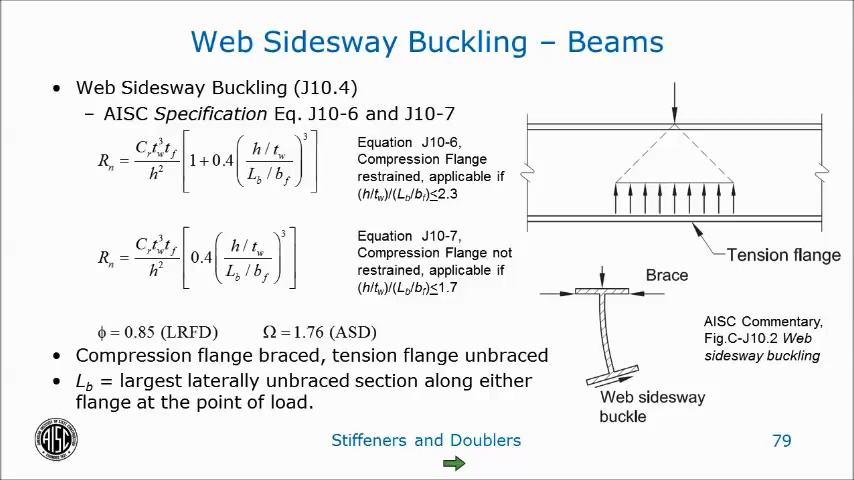 Web Sidesway Buckling – Beams
• Web Sidesway Buckling (J10.4)
– AISC Specification Eq. J10-6 and J10-7
R_n = C_r t_w^3 t_f / h^2 [1 + 0.4 ((h / t_w) / (L_b / b_f))^3]
Equation J10-6,
Compression Flange
restrained, applicable if
(h/t_w)/(L_b/b_f)≤2.3
R_n = C_r t_w^3 t_f / h^2 [0.4 ((h / t_w) / (L_b / b_f))^3]
Equation J10-7,
Compression Flange not
restrained, applicable if
(h/t_w)/(L_b/b_f)≤1.7
ϕ = 0.85 (LRFD) Ω = 1.76 (ASD)
• Compression flange braced, tension flange unbraced
• L_b = largest laterally unbraced section along either
flange at the point of load.
Tension flange
Brace
AISC Commentary,
Fig.C-J10.2 Web
sidesway buckling
Web sidesway
buckle
AISC
Stiffeners and Doublers
79